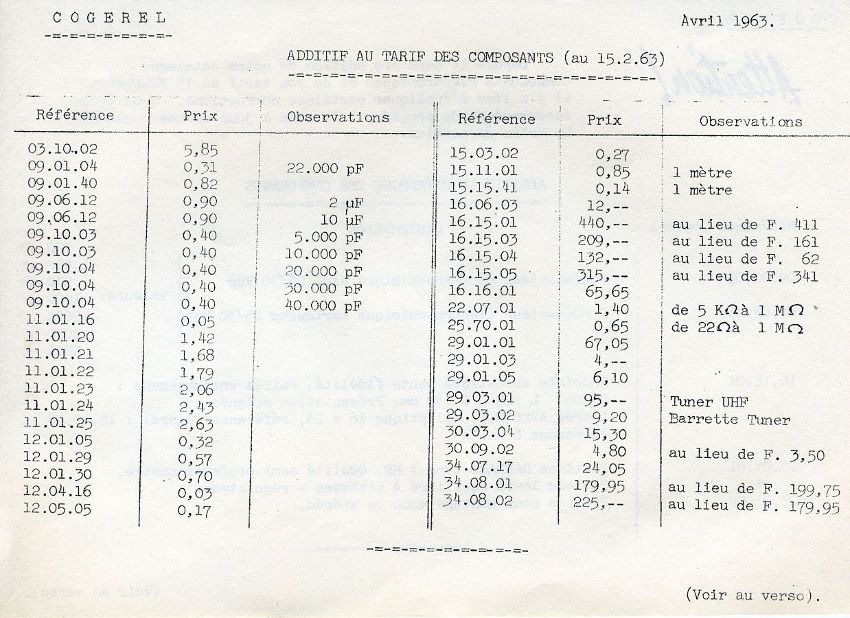 COGEREL
Avril 1963.
ADDITIF AU TARIF DES COMPOSANTS (au 15.2.63)
Référence Prix Observations
03.10.02 5,85
09.01.04 0,31 22.000 pF
09.01.40 0,82
09.06.12 0,90 2 µF
09.06.12 0,90 10 µF
09.10.03 0,40 5.000 pF
09.10.03 0,40 10.000 pF
09.10.04 0,40 20.000 pF
09.10.04 0,40 30.000 pF
09.10.04 0,40 40.000 pF
11.01.16 0,05
11.01.20 1,42
11.01.21 1,68
11.01.22 1,79
11.01.23 2,06
11.01.24 2,43
11.01.25 2,63
12.01.05 0,32
12.01.29 0,57
12.01.30 0,70
12.04.16 0,03
12.05.05 0,17
Référence Prix Observations
15.03.02 0,27
15.11.01 0,85 1 mètre
15.15.41 0,14 1 mètre
16.06.03 12,--
16.15.01 440,-- au lieu de F. 411
16.15.03 209,-- au lieu de F. 161
16.15.04 132,-- au lieu de F. 62
16.15.05 315,-- au lieu de F. 341
16.16.01 65,65
22.07.01 1,40 de 5 KΩ à 1 MΩ
25.70.01 0,65 de 22Ω à 1 MΩ
29.01.01 67,05
29.01.03 4,--
29.01.05 6,10
29.03.01 95,-- Tuner UHF
29.03.02 9,20 Barrette Tuner
30.03.04 15,30
30.09.02 4,80 au lieu de F. 3,50
34.07.17 24,05
34.08.01 179,95 au lieu de F. 199,75
34.08.02 225,-- au lieu de F. 179,95
(Voir au verso).